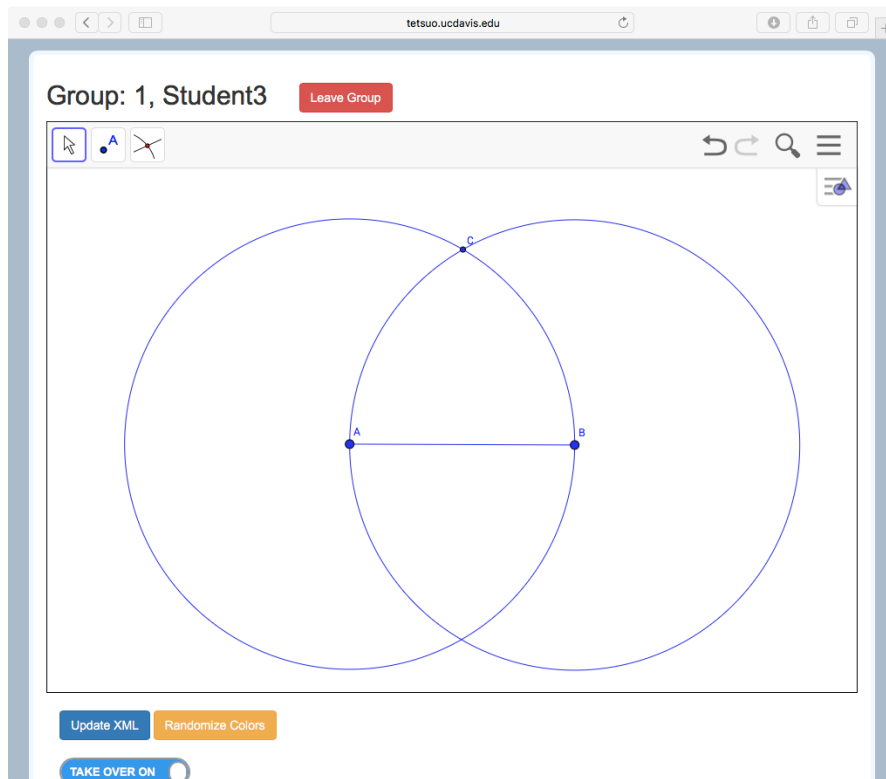 tetsuo.ucdavis.edu
Group: 1, Student3
Leave Group
A
C
A
B
Update XML
Randomize Colors
TAKE OVER ON